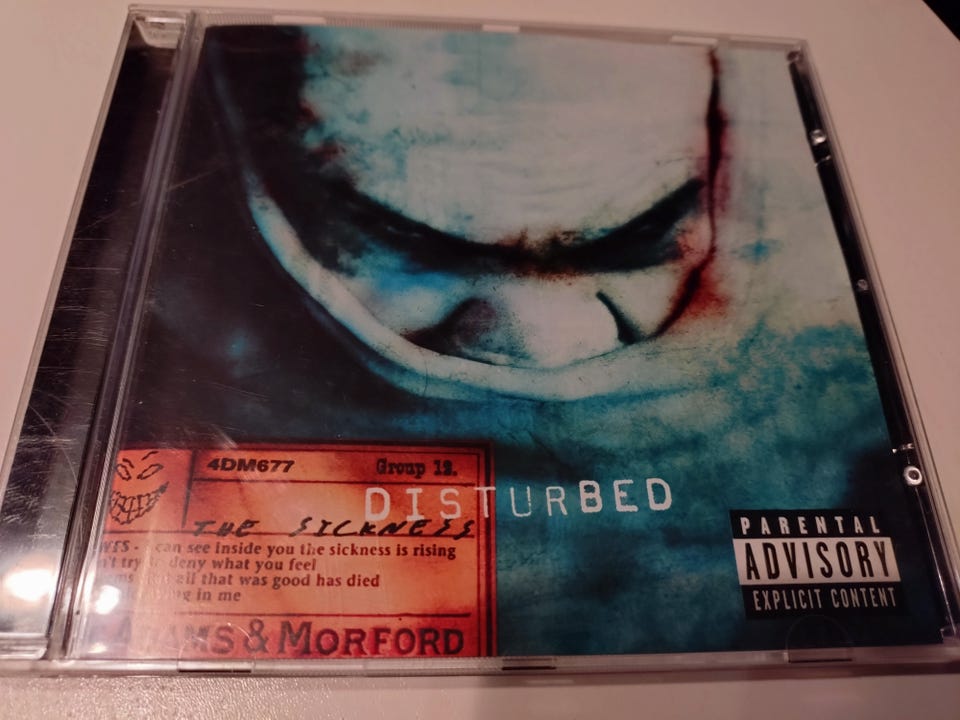 4DM677 Group 12.
DISTURBED
THE SICKNESS
can see inside you the sickness is rising
deny what you feel
all that was good has died
in me
ADAMS & MORFORD
PARENTAL
ADVISORY
EXPLICIT CONTENT